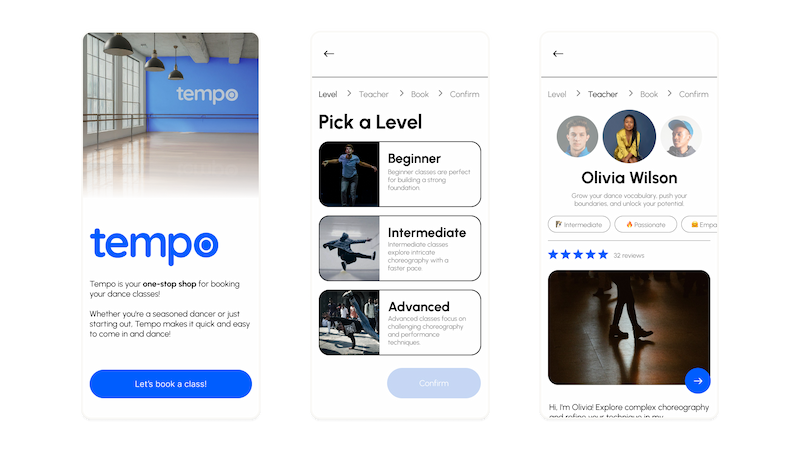 tempo
tempo
Tempo is your one-stop shop for booking
your dance classes!
Whether you're a seasoned dancer or just
starting out, Tempo makes it quick and easy
to come in and dance!
Let's book a class!
Level > Teacher > Book > Confirm
Pick a Level
Beginner
Beginner classes are perfect
for building a strong
foundation
Intermediate
Intermediate classes
explore intricate
choreography with a
faster pace.
Advanced
Advanced classes focus on
challenging choreography
and performance
techniques.
Confirm
Level > Teacher > Book > Confirm
Olivia Wilson
Grow your dance vocabulary, push your
boundaries, and unlock your potential.
Intermediate
Passionate
Empa
32 reviews
Hi, I'm Olivia! Explore complex choreography
and refine your technique in my